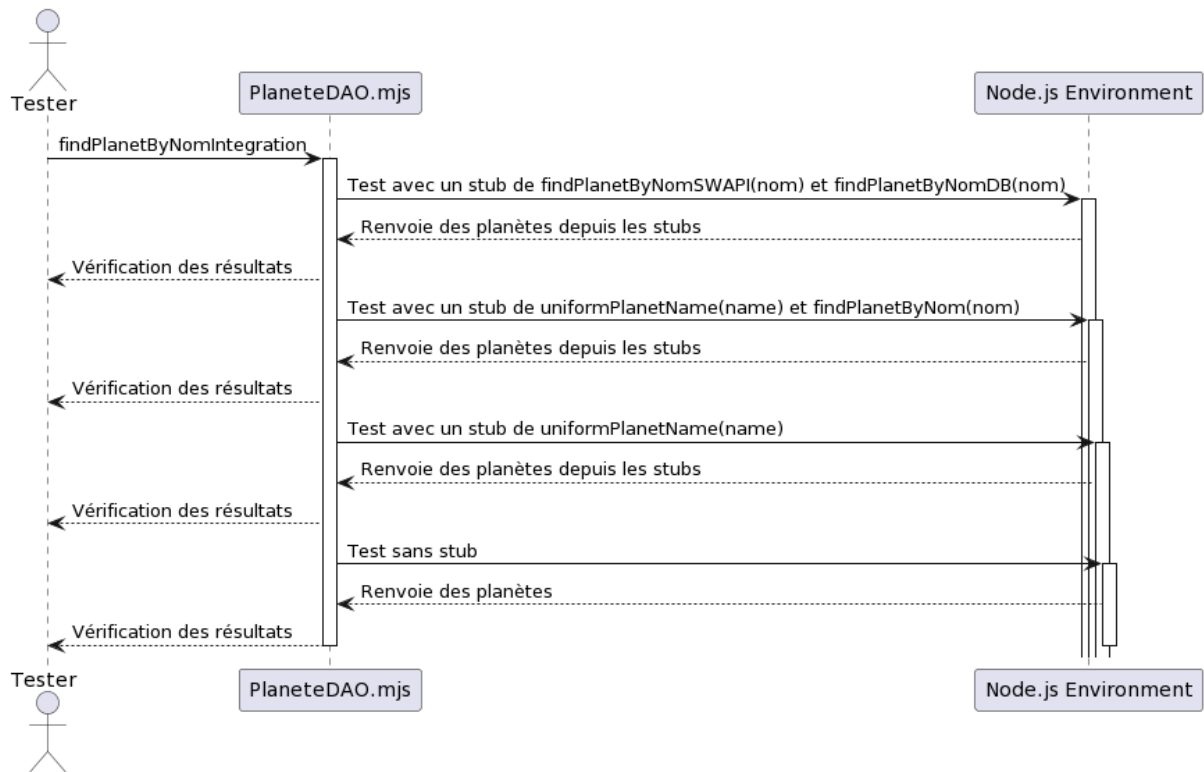 Tester
PlaneteDAO.mjs
Node.js Environment
findPlanetByNomIntegration
Test avec un stub de findPlanetByNomSWAPI(nom) et findPlanetByNomDB(nom)
Renvoie des planètes depuis les stubs
Vérification des résultats
Test avec un stub de uniformPlanetName(name) et findPlanetByNom(nom)
Renvoie des planètes depuis les stubs
Vérification des résultats
Test avec un stub de uniformPlanetName(name)
Renvoie des planètes depuis les stubs
Vérification des résultats
Test sans stub
Renvoie des planètes
Vérification des résultats
Tester
PlaneteDAO.mjs
Node.js Environment